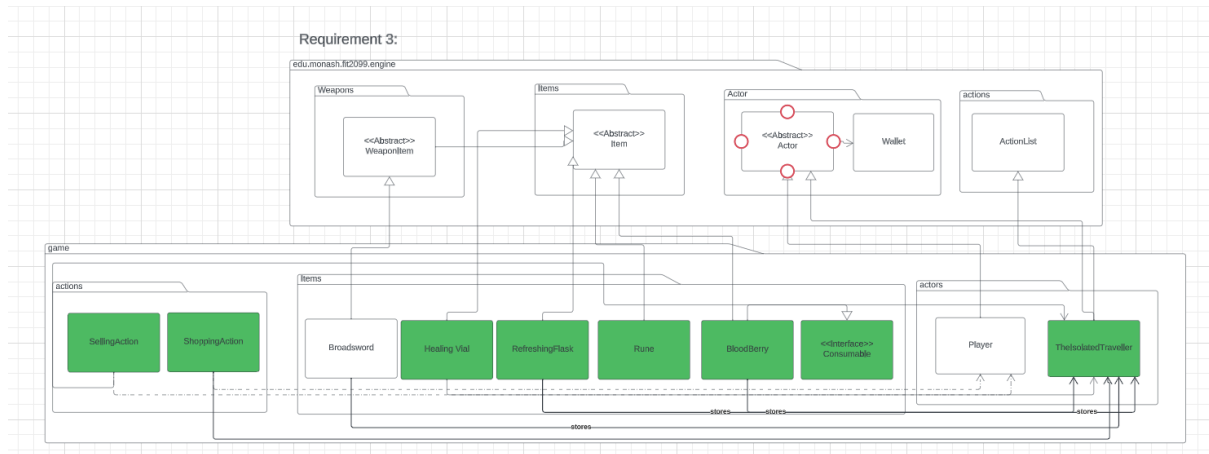 Requirement 3:
edu.monash.fit2099.engine
Weapons
<<Abstract>>
WeaponItem
Items
<<Abstract>>
Item
Actor
<<Abstract>>
Actor
Wallet
actions
ActionList
game
actions
SellingAction
ShoppingAction
Items
Broadsword
Healing Vial
RefreshingFlask
Rune
BloodBerry
<<Interface>>
Consumable
actors
Player
TheIsolatedTraveller
stores
stores
stores